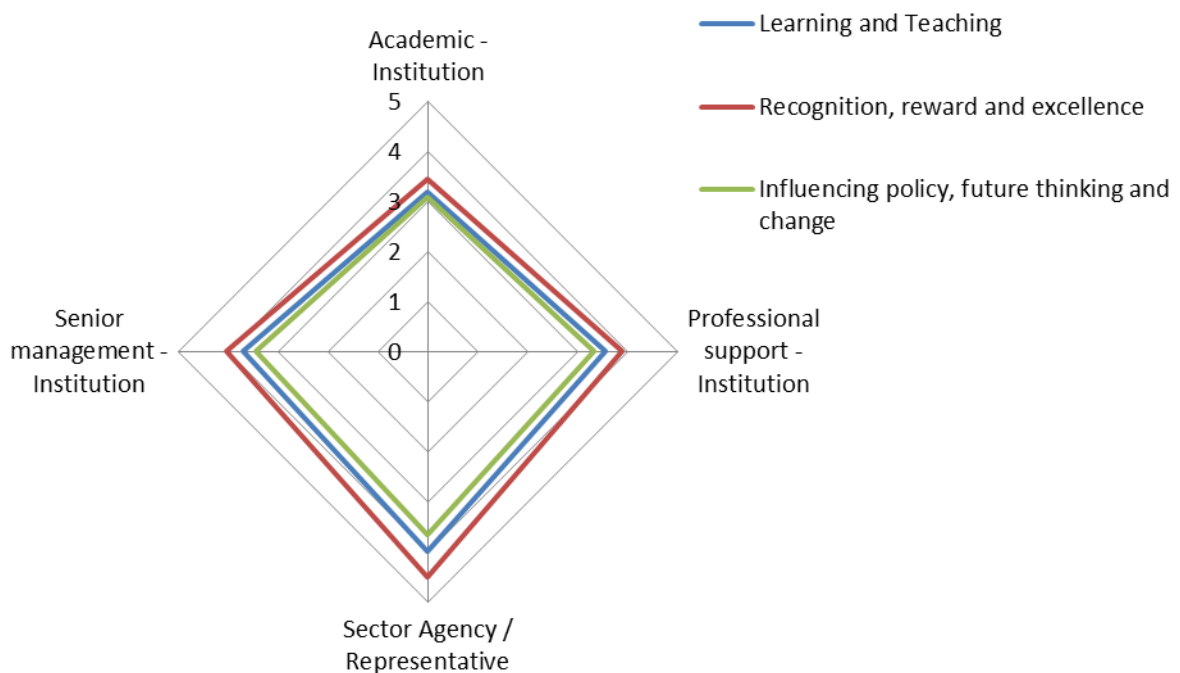 Learning and Teaching
Academic -
Institution
5
Recognition, reward and excellence
4
Influencing policy, future thinking and
change
3
2
1
Senior
management -
Institution
0
Professional
support -
Institution
Sector Agency /
Representative